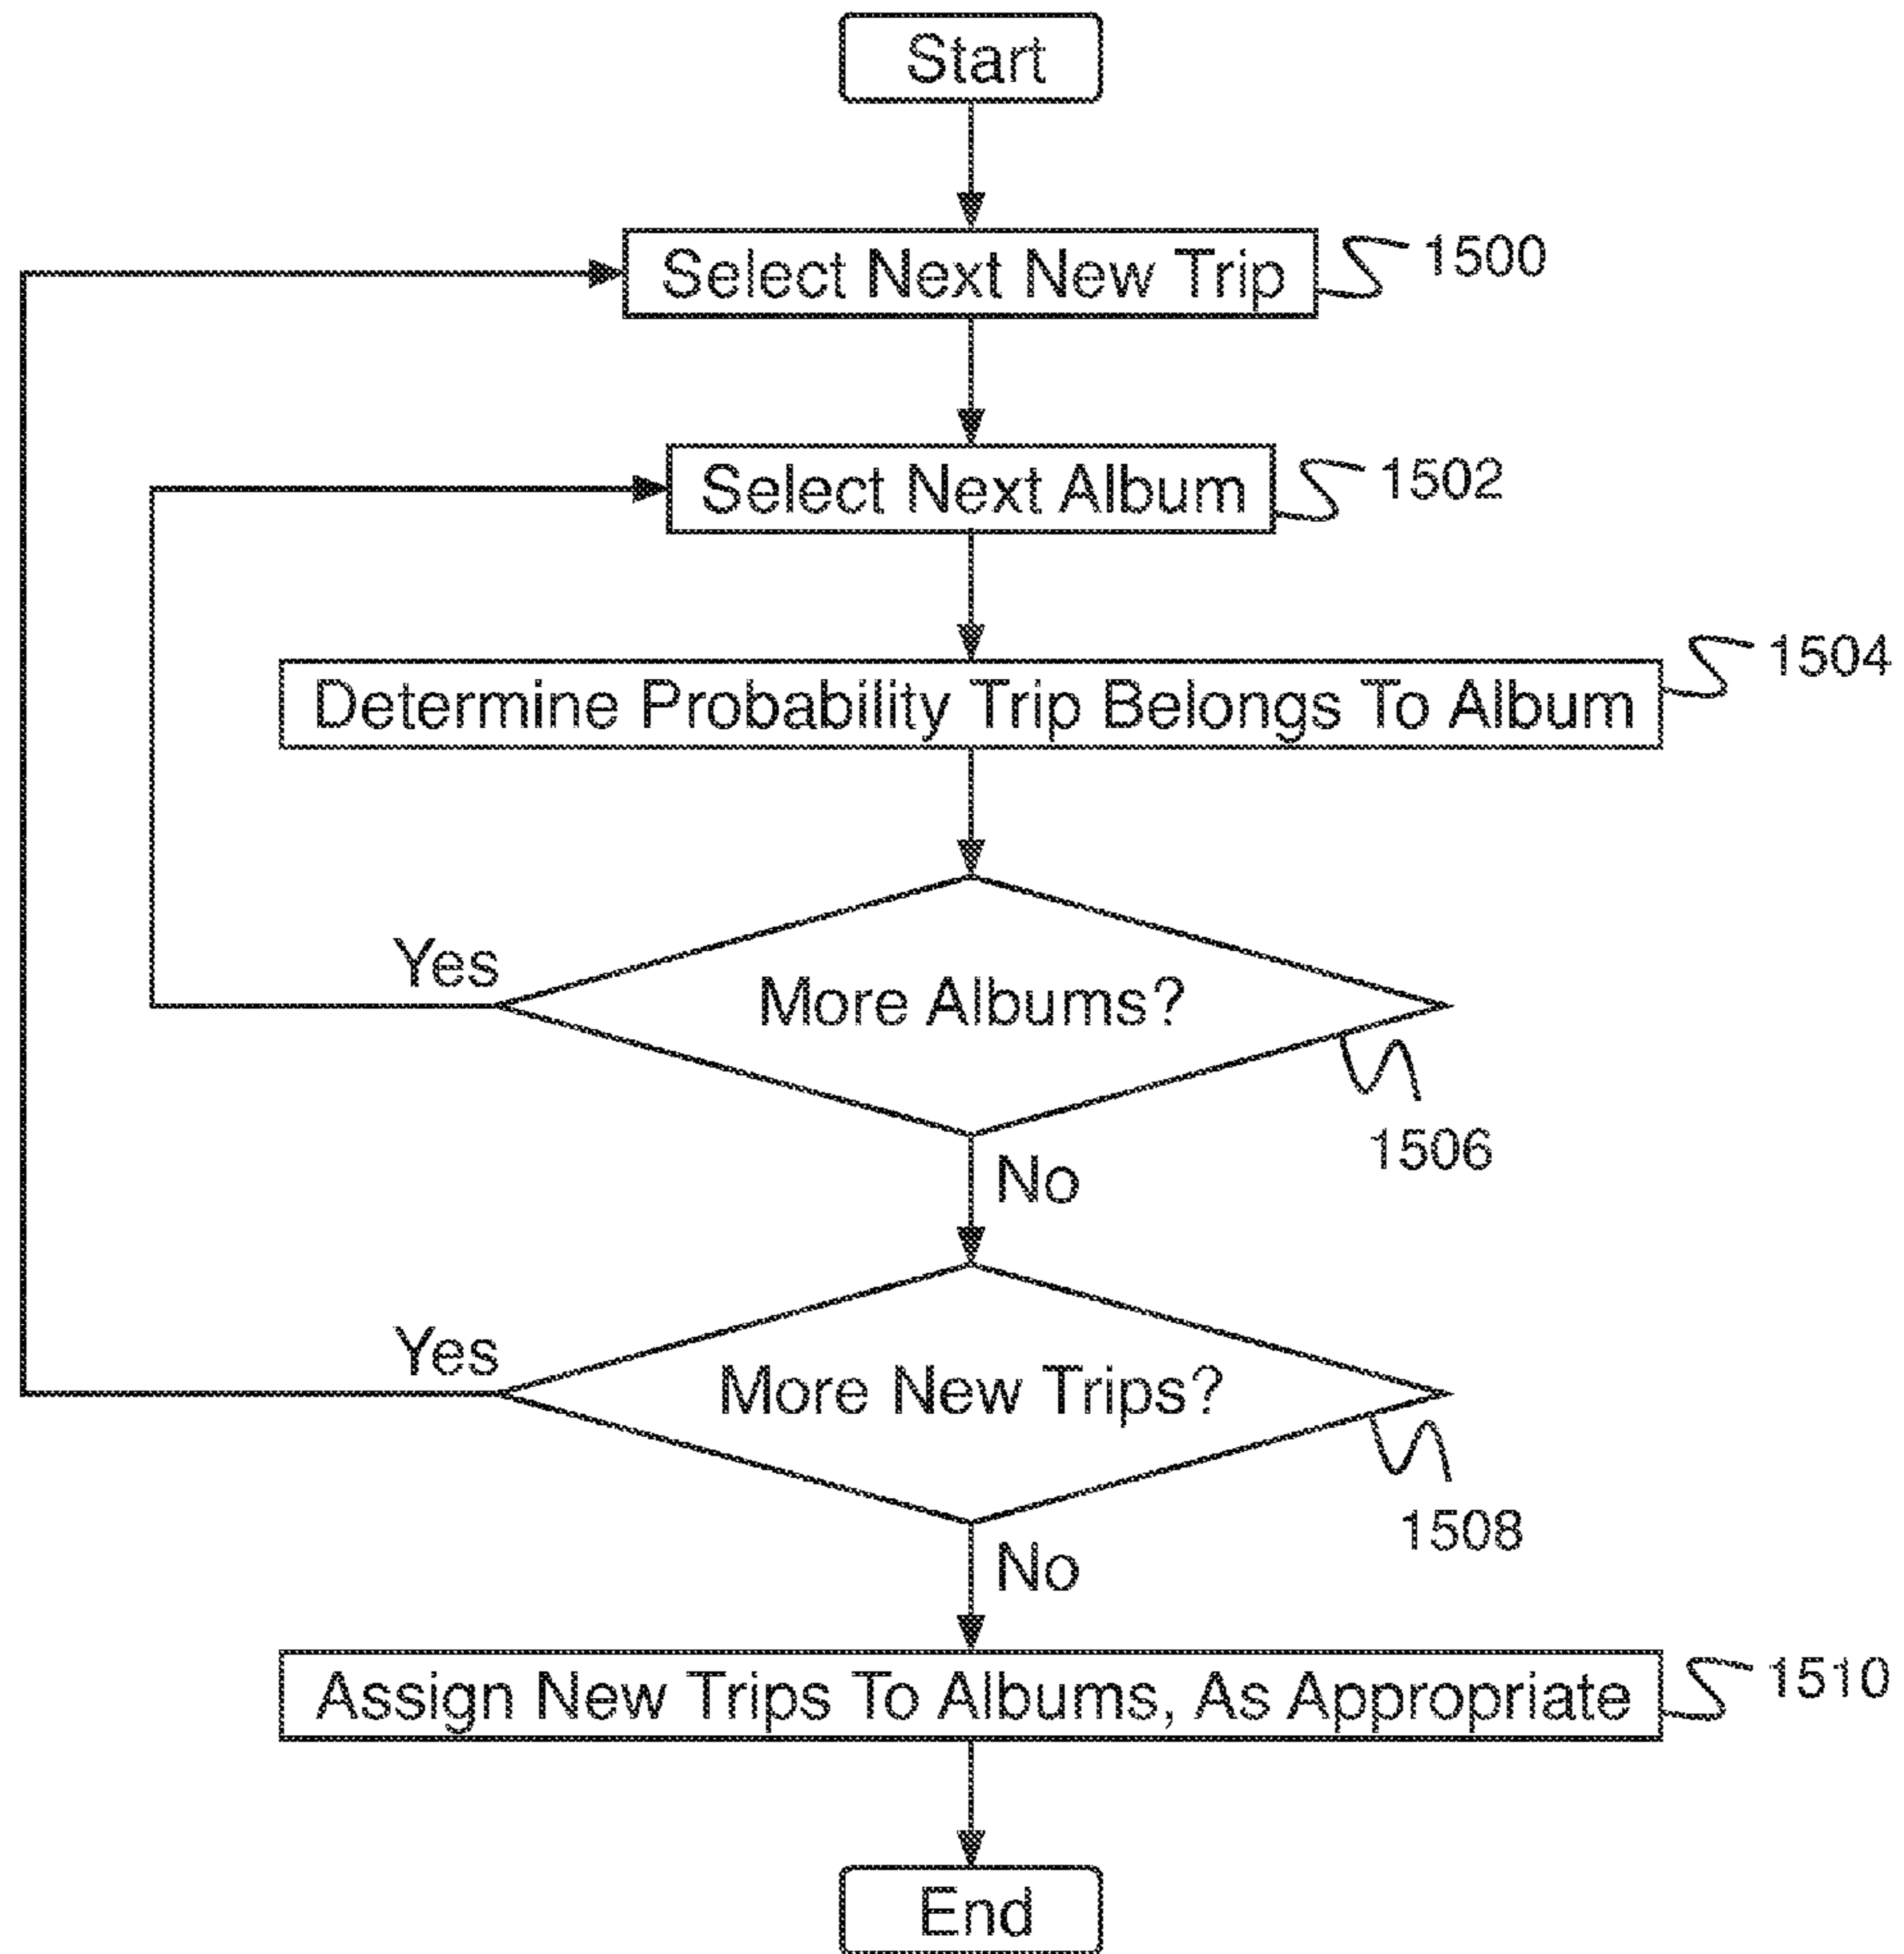 Start
Select Next New Trip
1500
Select Next Album
1502
Determine Probability Trip Belongs To Album
1504
Yes
More Albums?
1506
No
Yes
More New Trips?
1508
No
Assign New Trips To Albums, As Appropriate
1510
End